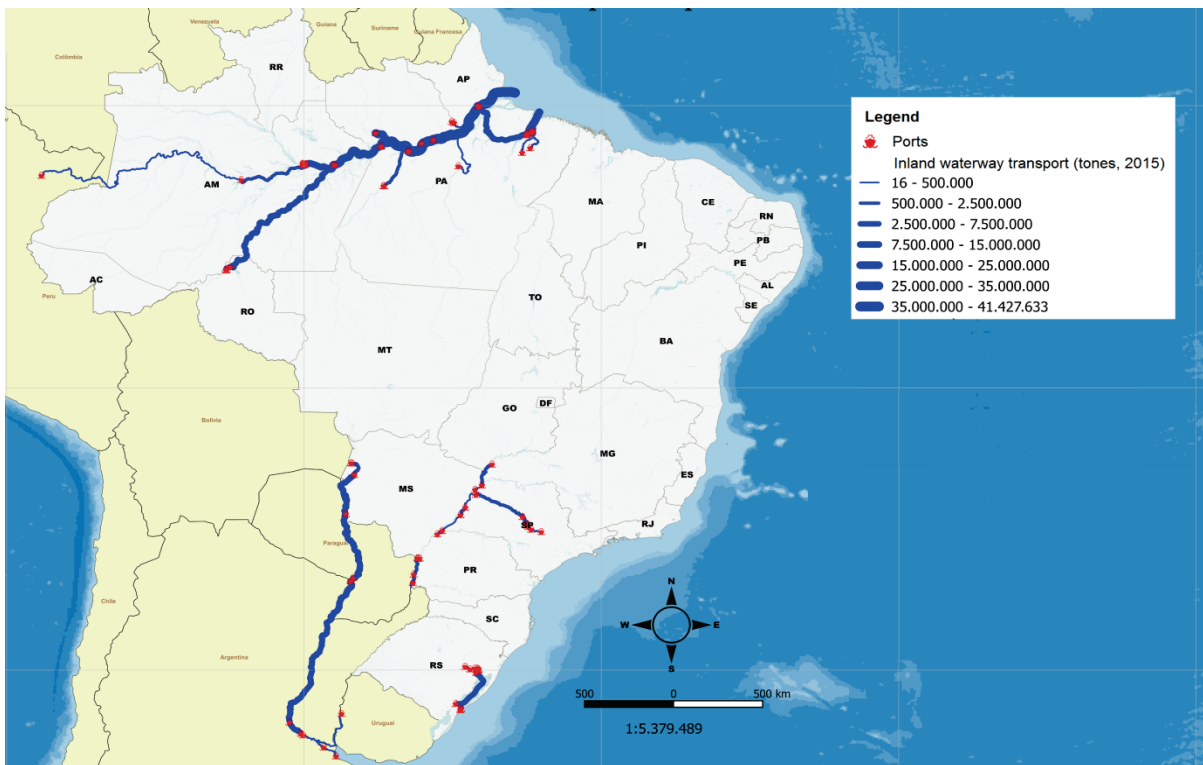 Venezuela
Guiana
Suriname
Guiana Francesa
Colômbia
RR
AP
AM
PA
MA
CE
RN
PB
PI
PE
AL
SE
AC
RO
TO
BA
MT
Peru
Bolivia
GO
DF
MG
ES
MS
SP
RJ
Paraguai
PR
SC
RS
Chile
Argentina
Uruguai
Legend
Ports
Inland waterway transport (tones, 2015)
16 - 500.000
500.000 - 2.500.000
2.500.000 - 7.500.000
7.500.000 - 15.000.000
15.000.000 - 25.000.000
25.000.000 - 35.000.000
35.000.000 - 41.427.633
N
W E
S
500 0 500 km
1:5.379.489